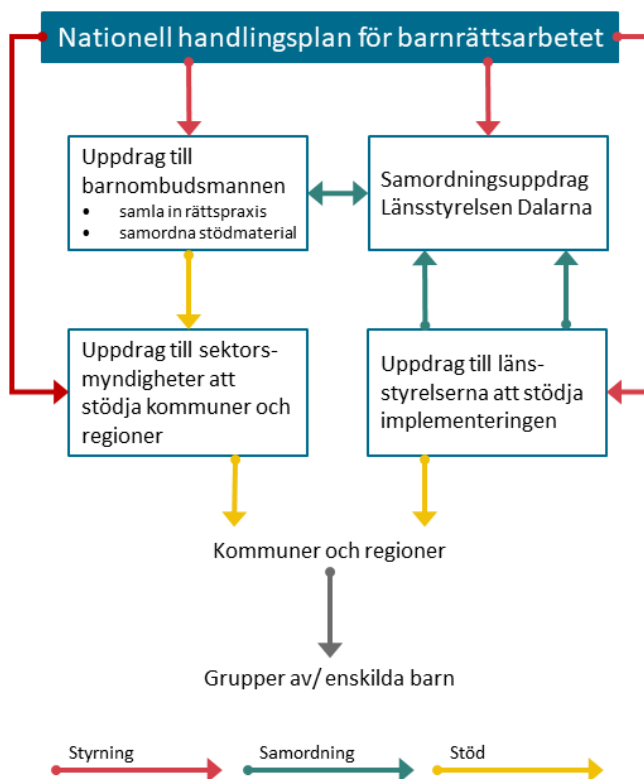 Nationell handlingsplan för barnrättsarbetet
Uppdrag till
barnombudsmannen
• samla in rättspraxis
• samordna stödmaterial
Samordningsuppdrag
Länsstyrelsen Dalarna
Uppdrag till sektors-
myndigheter att
stödja kommuner och
regioner
Uppdrag till läns-
styrelserna att stödja
implementeringen
Kommuner och regioner
Grupper av/ enskilda barn
Styrning
Samordning
Stöd